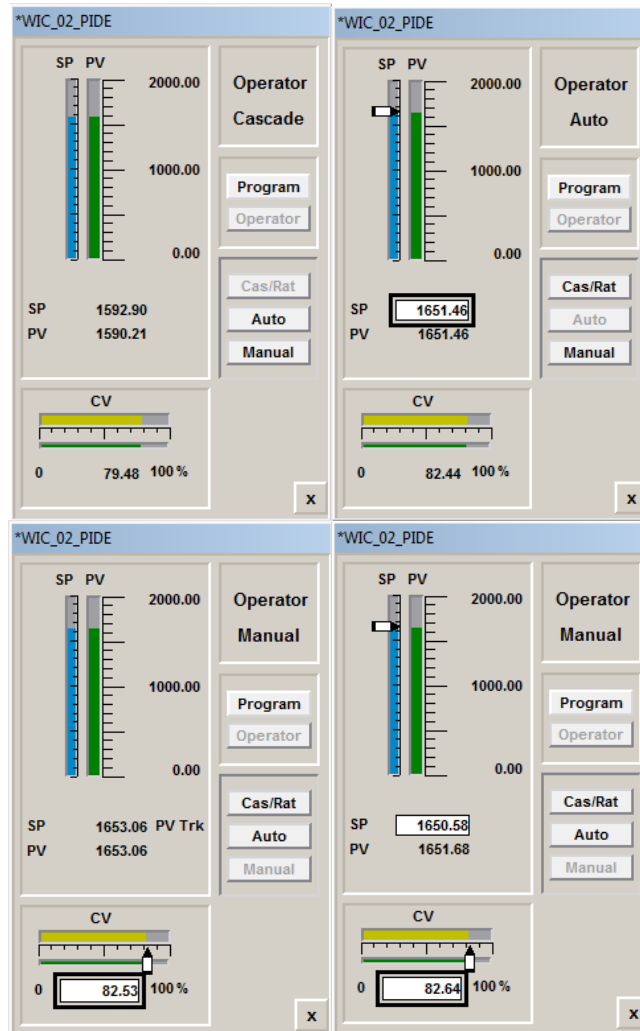 *WIC_02_PIDE
SP PV
2000.00
1000.00
0.00
Operator
Cascade
Program
Operator
SP 1592.90
PV 1590.21
Cas/Rat
Auto
Manual
CV
0 79.48 100 %
x
*WIC_02_PIDE
SP PV
2000.00
1000.00
0.00
Operator
Auto
Program
Operator
SP 1651.46
PV 1651.46
Cas/Rat
Auto
Manual
CV
0 82.44 100 %
x
*WIC_02_PIDE
SP PV
2000.00
1000.00
0.00
Operator
Manual
Program
Operator
SP 1653.06 PV Trk
PV 1653.06
Cas/Rat
Auto
Manual
CV
0 82.53 100 %
x
*WIC_02_PIDE
SP PV
2000.00
1000.00
0.00
Operator
Manual
Program
Operator
SP 1650.58
PV 1651.68
Cas/Rat
Auto
Manual
CV
0 82.64 100 %
x